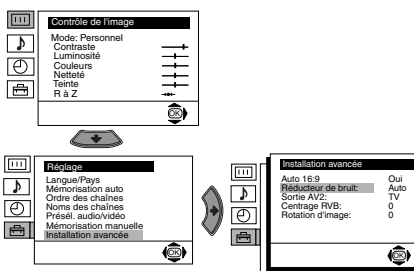 Contrôle de l'image
Mode: Personnel
Contraste
Luminosité
Couleurs
Netteté
Teinte
R à Z
OK
Réglage
Langue/Pays
Mémorisation auto
Ordre des chaînes
Noms des chaînes
Présél. audio/vidéo
Mémorisation manuelle
Installation avancée
OK
Installation avancée
Auto 16:9 Oui
Réducteur de bruit: Auto
Sortie AV2: TV
Centrage RVB: 0
Rotation d'image: 0
OK